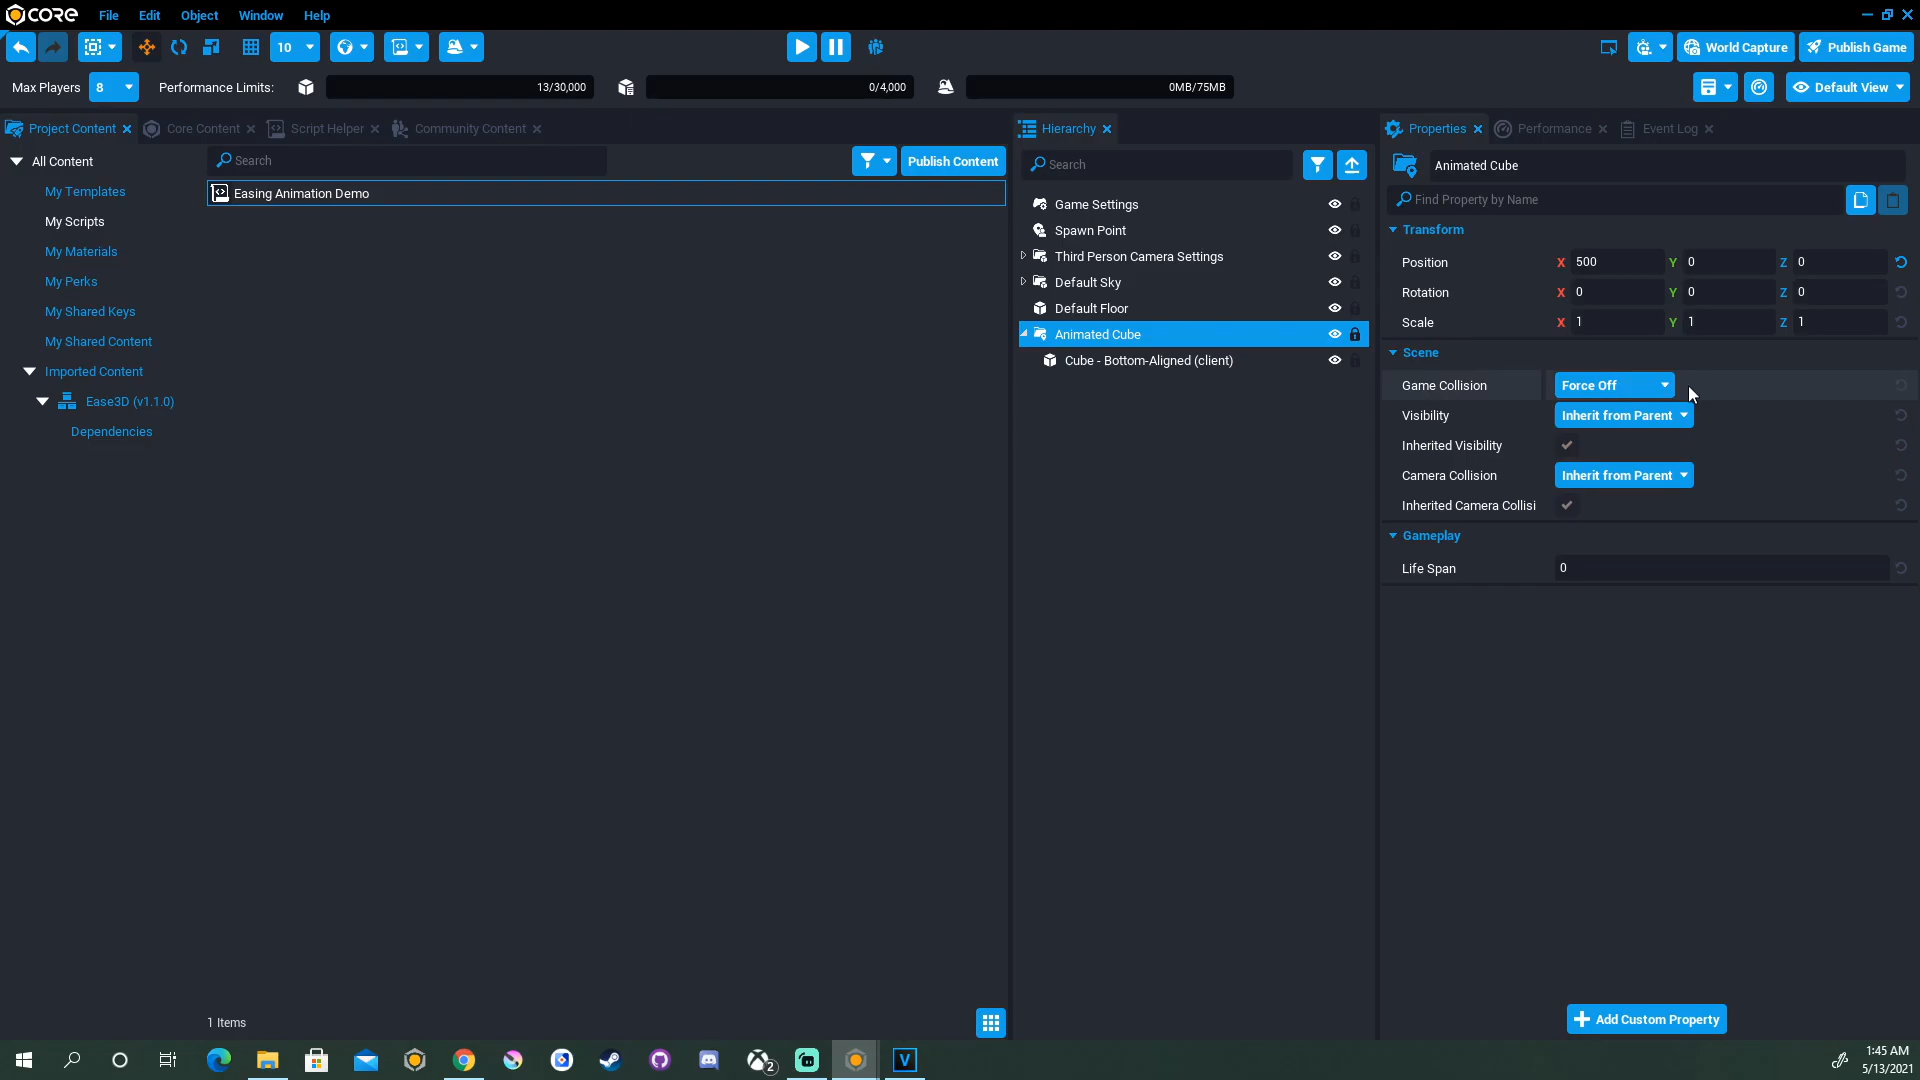 CORE File Edit Object Window Help
10 World Capture Publish Game
Max Players 8 Performance Limits: 13/30,000 0/4,000 0MB/75MB Default View
Project Content Core Content Script Helper Community Content
All Content
Search
Publish Content
My Templates
Easing Animation Demo
My Scripts
My Materials
My Perks
My Shared Keys
My Shared Content
Imported Content
Ease3D (v1.1.0)
Dependencies
1 Items
Hierarchy
Search
Game Settings
Spawn Point
Third Person Camera Settings
Default Sky
Default Floor
Animated Cube
Cube - Bottom-Aligned (client)
Properties Performance Event Log
Animated Cube
Find Property by Name
Transform
Position X 500 Y 0 Z 0
Rotation X 0 Y 0 Z 0
Scale X 1 Y 1 Z 1
Scene
Game Collision Force Off
Visibility Inherit from Parent
Inherited Visibility
Camera Collision Inherit from Parent
Inherited Camera Collisi
Gameplay
Life Span 0
Add Custom Property
2
V
1:45 AM
5/13/2021